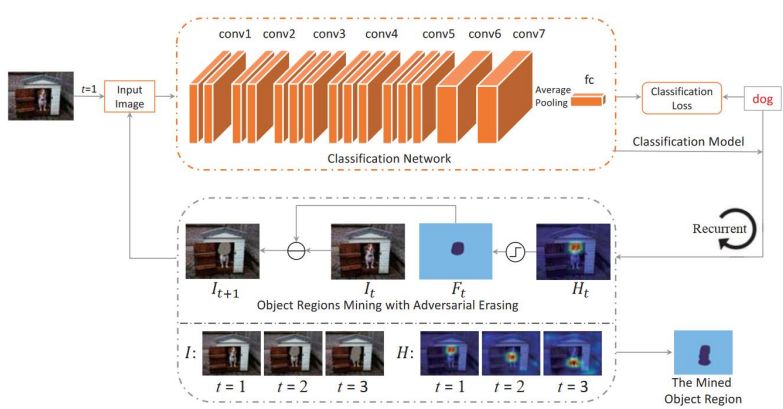 conv1 conv2 conv3 conv4 conv5 conv6 conv7
t=1
Input
Image
Average
Pooling
fc
Classification
Loss
dog
Classification Network
Classification Model
Recurrent
I_{t+1}
I_t
F_t
H_t
Object Regions Mining with Adversarial Erasing
I:
t = 1 t = 2 t = 3
H:
t = 1 t = 2 t = 3
The Mined
Object Region